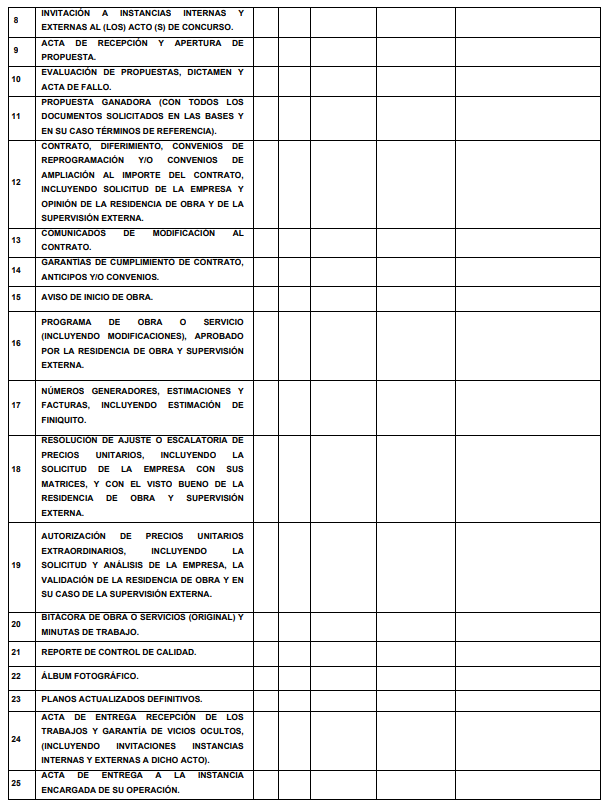 8 INVITACIÓN A INSTANCIAS INTERNAS Y
EXTERNAS AL (LOS) ACTO (S) DE CONCURSO.
9 ACTA DE RECEPCIÓN Y APERTURA DE
PROPUESTA.
10 EVALUACIÓN DE PROPUESTAS, DICTAMEN Y
ACTA DE FALLO.
11 PROPUESTA GANADORA (CON TODOS LOS
DOCUMENTOS SOLICITADOS EN LAS BASES Y
EN SU CASO TÉRMINOS DE REFERENCIA).
12 CONTRATO, DIFERIMIENTO, CONVENIOS DE
REPROGRAMACIÓN Y/O CONVENIOS DE
AMPLIACIÓN AL IMPORTE DEL CONTRATO,
INCLUYENDO SOLICITUD DE LA EMPRESA Y
OPINIÓN DE LA RESIDENCIA DE OBRA Y DE LA
SUPERVISIÓN EXTERNA.
13 COMUNICADOS DE MODIFICACIÓN AL
CONTRATO.
14 GARANTÍAS DE CUMPLIMIENTO DE CONTRATO,
ANTICIPOS Y/O CONVENIOS.
15 AVISO DE INICIO DE OBRA.
16 PROGRAMA DE OBRA O SERVICIO
(INCLUYENDO MODIFICACIONES), APROBADO
POR LA RESIDENCIA DE OBRA Y SUPERVISIÓN
EXTERNA.
17 NÚMEROS GENERADORES, ESTIMACIONES Y
FACTURAS, INCLUYENDO ESTIMACIÓN DE
FINIQUITO.
18 RESOLUCIÓN DE AJUSTE O ESCALATORIA DE
PRECIOS UNITARIOS, INCLUYENDO LA
SOLICITUD DE LA EMPRESA CON SUS
MATRICES, Y CON EL VISTO BUENO DE LA
RESIDENCIA DE OBRA Y SUPERVISIÓN
EXTERNA.
19 AUTORIZACIÓN DE PRECIOS UNITARIOS
EXTRAORDINARIOS, INCLUYENDO LA
SOLICITUD Y ANÁLISIS DE LA EMPRESA, LA
VALIDACIÓN DE LA RESIDENCIA DE OBRA Y EN
SU CASO DE LA SUPERVISIÓN EXTERNA.
20 BITÁCORA DE OBRA O SERVICIOS (ORIGINAL) Y
MINUTAS DE TRABAJO.
21 REPORTE DE CONTROL DE CALIDAD.
22 ÁLBUM FOTOGRÁFICO.
23 PLANOS ACTUALIZADOS DEFINITIVOS.
24 ACTA DE ENTREGA RECEPCIÓN DE LOS
TRABAJOS Y GARANTÍA DE VICIOS OCULTOS,
(INCLUYENDO INVITACIONES INSTANCIAS
INTERNAS Y EXTERNAS A DICHO ACTO).
25 ACTA DE ENTREGA A LA INSTANCIA
ENCARGADA DE SU OPERACIÓN.